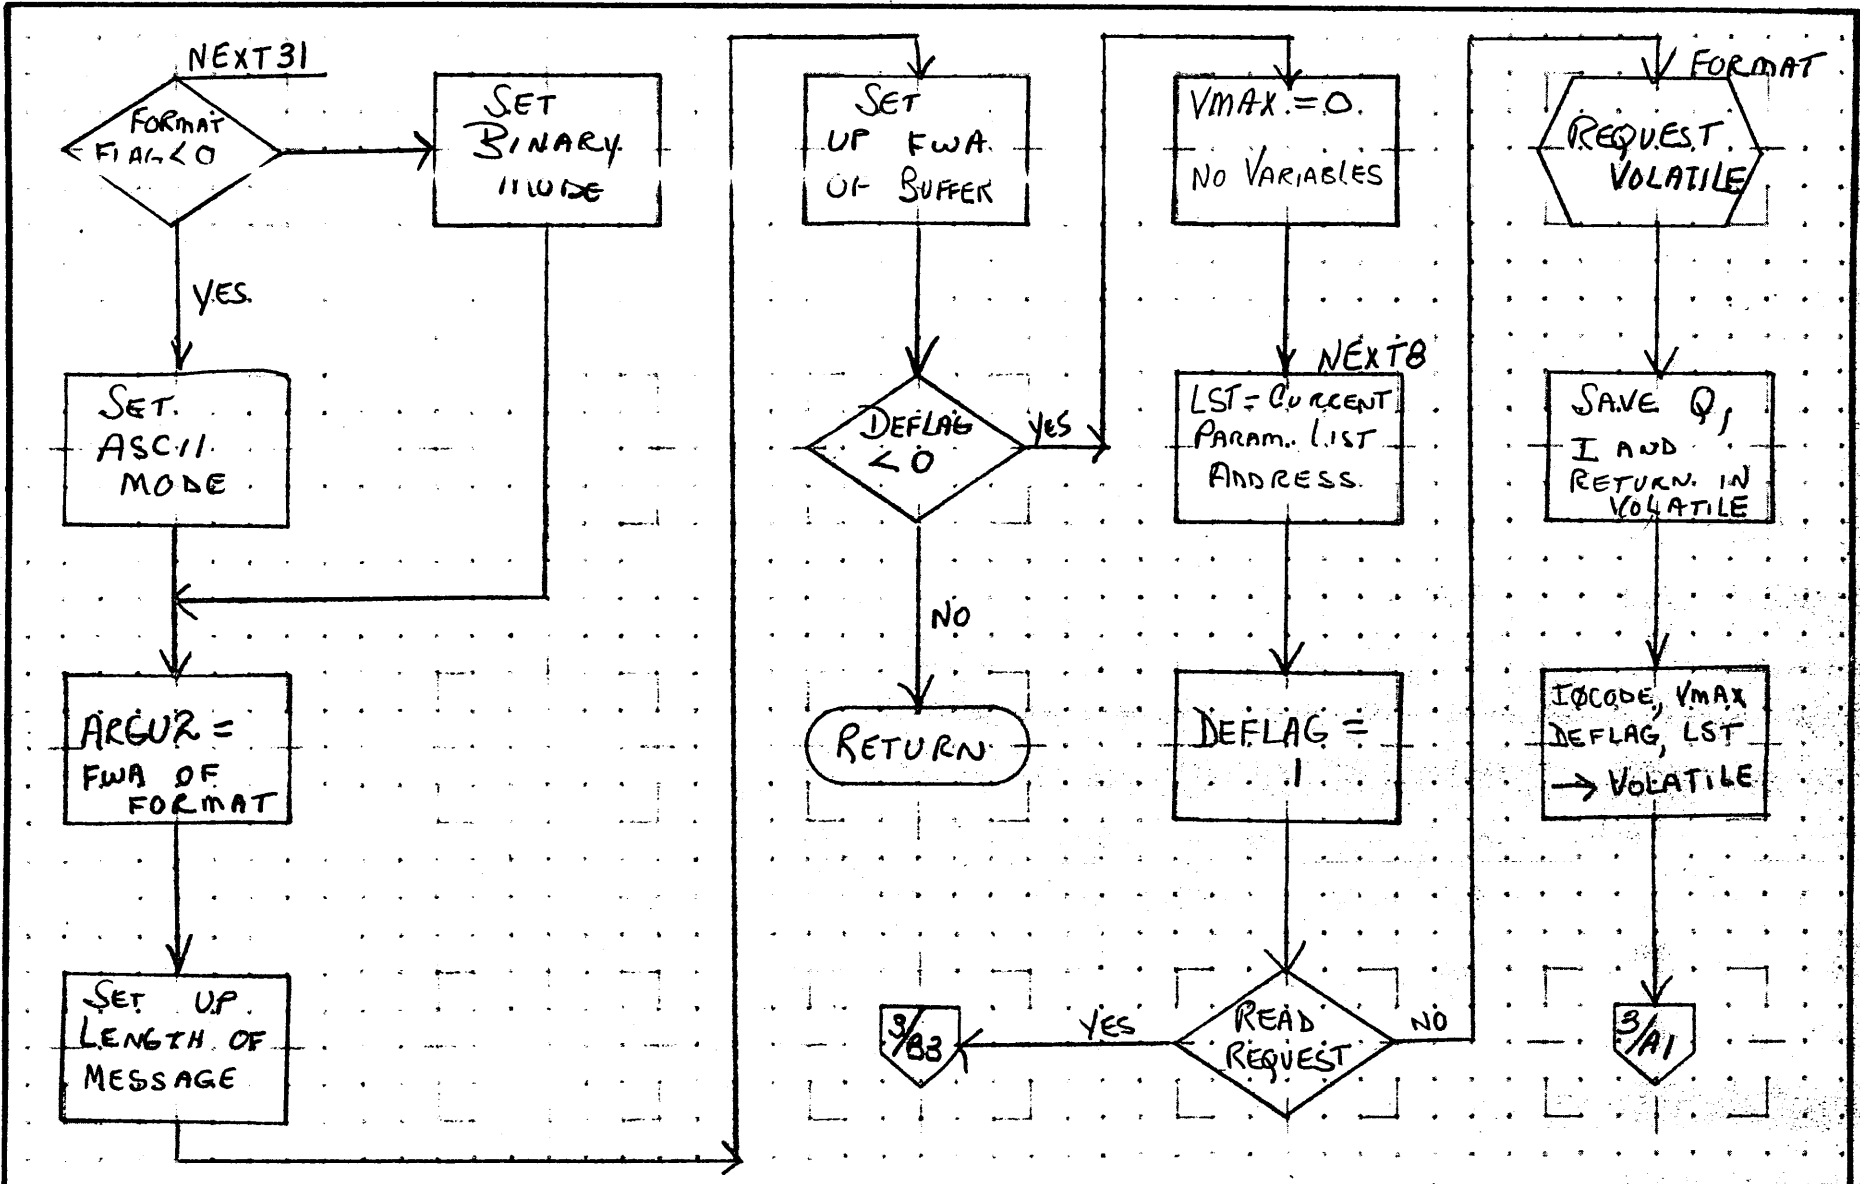 NEXT31
FORMAT
FLAG<0
YES
SET
BINARY
MODE
SET
ASCII
MODE
ARGU2 =
FWA OF
FORMAT
SET UP
LENGTH OF
MESSAGE
SET
UP FWA
OF BUFFER
DEFLAG
< 0
YES
NO
RETURN
3/B3
VMAX = 0
NO VARIABLES
NEXT8
LST = CURRENT
PARAM. LIST
ADDRESS
DEFLAG =
1
READ
REQUEST
YES
NO
FORMAT
REQUEST
VOLATILE
SAVE Q,
I AND
RETURN IN
VOLATILE
IØCODE, VMAX
DEFLAG, LST
→ VOLATILE
3/A1